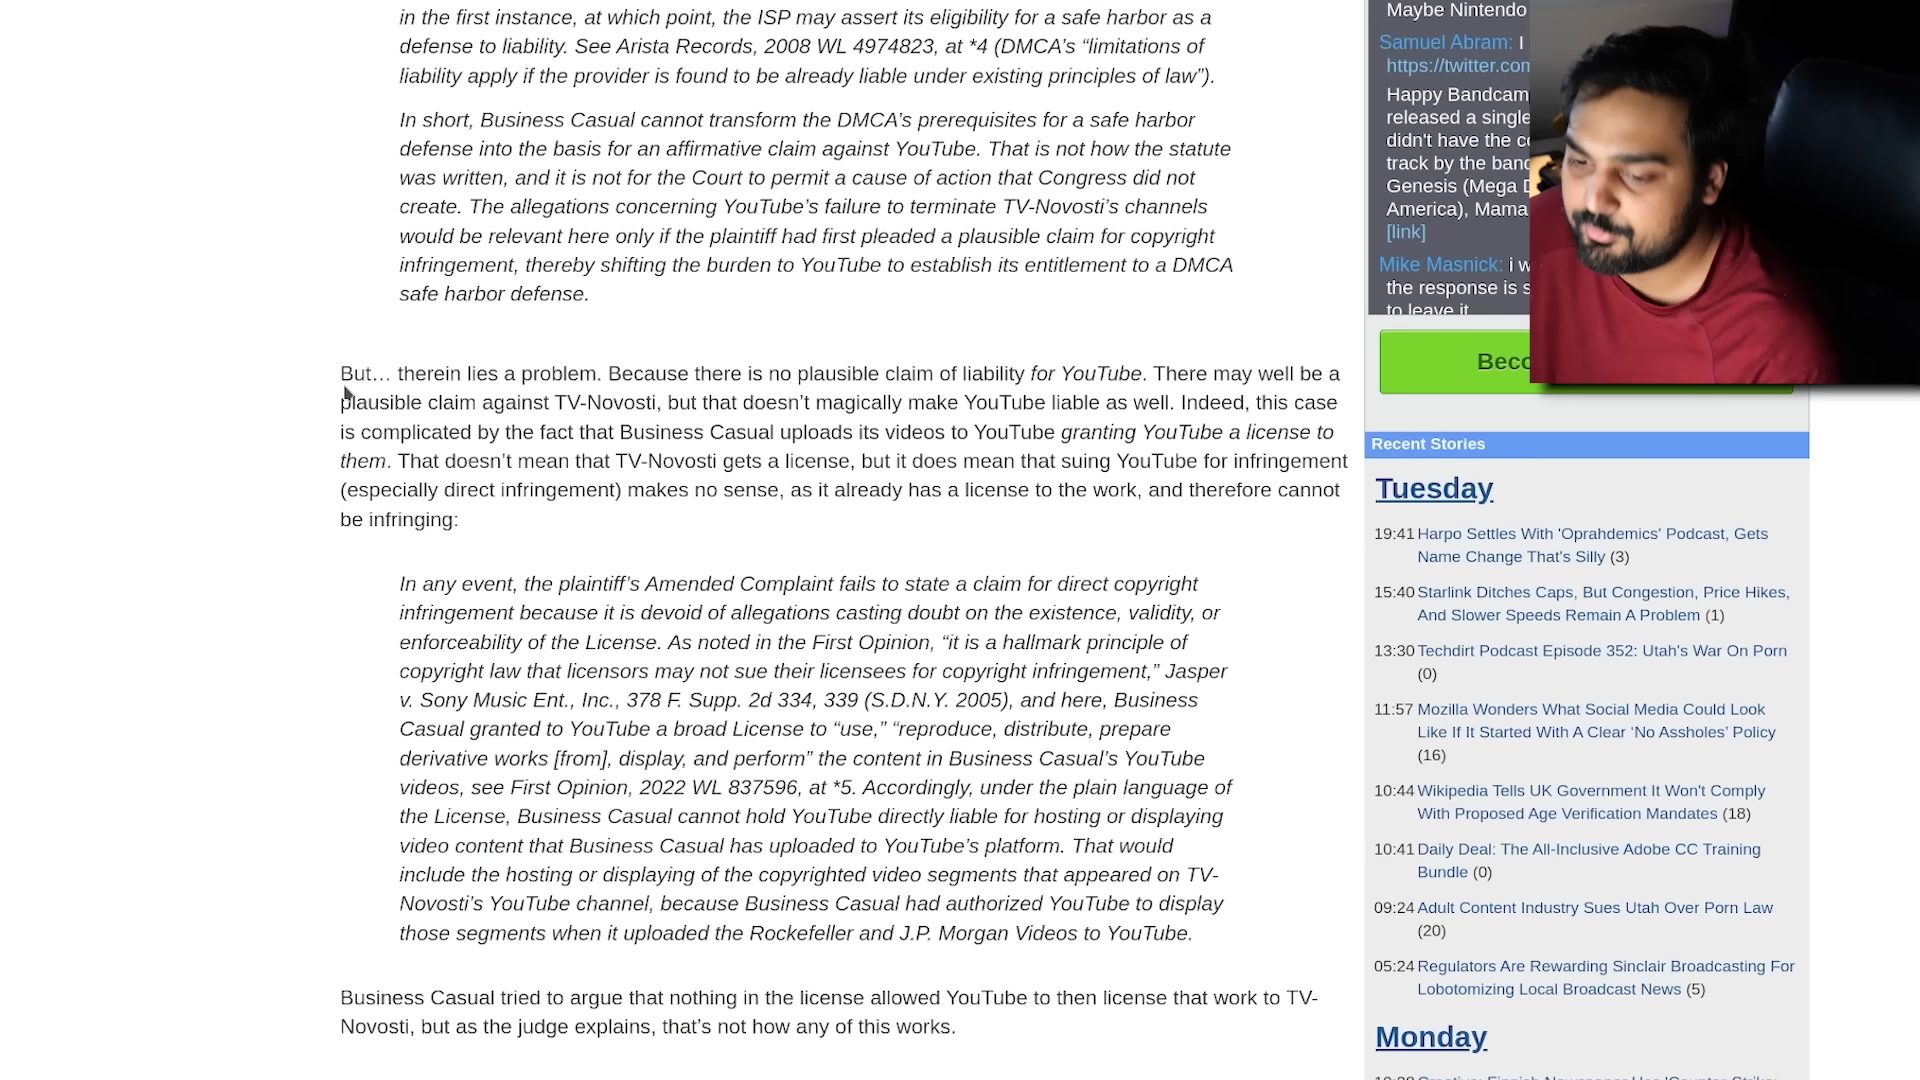 in the first instance, at which point, the ISP may assert its eligibility for a safe harbor as a
defense to liability. See Arista Records, 2008 WL 4974823, at *4 (DMCA’s “limitations of
liability apply if the provider is found to be already liable under existing principles of law”).
In short, Business Casual cannot transform the DMCA’s prerequisites for a safe harbor
defense into the basis for an affirmative claim against YouTube. That is not how the statute
was written, and it is not for the Court to permit a cause of action that Congress did not
create. The allegations concerning YouTube’s failure to terminate TV-Novosti’s channels
would be relevant here only if the plaintiff had first pleaded a plausible claim for copyright
infringement, thereby shifting the burden to YouTube to establish its entitlement to a DMCA
safe harbor defense.
But… therein lies a problem. Because there is no plausible claim of liability for YouTube. There may well be a
plausible claim against TV-Novosti, but that doesn’t magically make YouTube liable as well. Indeed, this case
is complicated by the fact that Business Casual uploads its videos to YouTube granting YouTube a license to
them. That doesn’t mean that TV-Novosti gets a license, but it does mean that suing YouTube for infringement
(especially direct infringement) makes no sense, as it already has a license to the work, and therefore cannot
be infringing:
In any event, the plaintiff’s Amended Complaint fails to state a claim for direct copyright
infringement because it is devoid of allegations casting doubt on the existence, validity, or
enforceability of the License. As noted in the First Opinion, “it is a hallmark principle of
copyright law that licensors may not sue their licensees for copyright infringement,” Jasper
v. Sony Music Ent., Inc., 378 F. Supp. 2d 334, 339 (S.D.N.Y. 2005), and here, Business
Casual granted to YouTube a broad License to “use,” “reproduce, distribute, prepare
derivative works [from], display, and perform” the content in Business Casual’s YouTube
videos, see First Opinion, 2022 WL 837596, at *5. Accordingly, under the plain language of
the License, Business Casual cannot hold YouTube directly liable for hosting or displaying
video content that Business Casual has uploaded to YouTube’s platform. That would
include the hosting or displaying of the copyrighted video segments that appeared on TV-
Novosti’s YouTube channel, because Business Casual had authorized YouTube to display
those segments when it uploaded the Rockefeller and J.P. Morgan Videos to YouTube.
Business Casual tried to argue that nothing in the license allowed YouTube to then license that work to TV-
Novosti, but as the judge explains, that’s not how any of this works.
Maybe Nintendo
Samuel Abram: I
https://twitter.com
Happy Bandcam
released a single
didn't have the
track by the band
Genesis (Mega
America), Mama
[link]
Mike Masnick: i w
the response is s
to leave it
Beco
Recent Stories
Tuesday
19:41 Harpo Settles With 'Oprahdemics' Podcast, Gets
Name Change That's Silly (3)
15:40 Starlink Ditches Caps, But Congestion, Price Hikes,
And Slower Speeds Remain A Problem (1)
13:30 Techdirt Podcast Episode 352: Utah's War On Porn
(0)
11:57 Mozilla Wonders What Social Media Could Look
Like If It Started With A Clear ‘No Assholes’ Policy
(16)
10:44 Wikipedia Tells UK Government It Won't Comply
With Proposed Age Verification Mandates (18)
10:41 Daily Deal: The All-Inclusive Adobe CC Training
Bundle (0)
09:24 Adult Content Industry Sues Utah Over Porn Law
(20)
05:24 Regulators Are Rewarding Sinclair Broadcasting For
Lobotomizing Local Broadcast News (5)
Monday